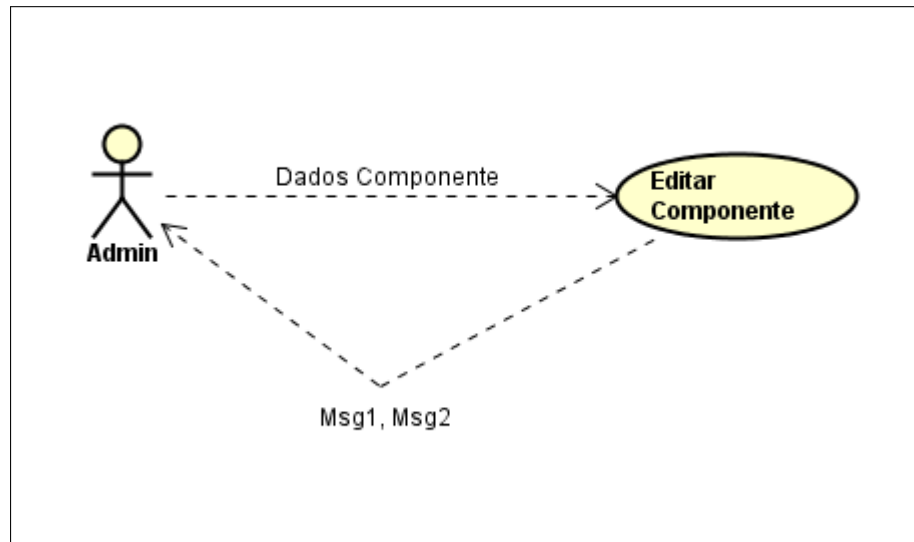 Dados Componente
Editar
Componente
Admin
Msg1, Msg2